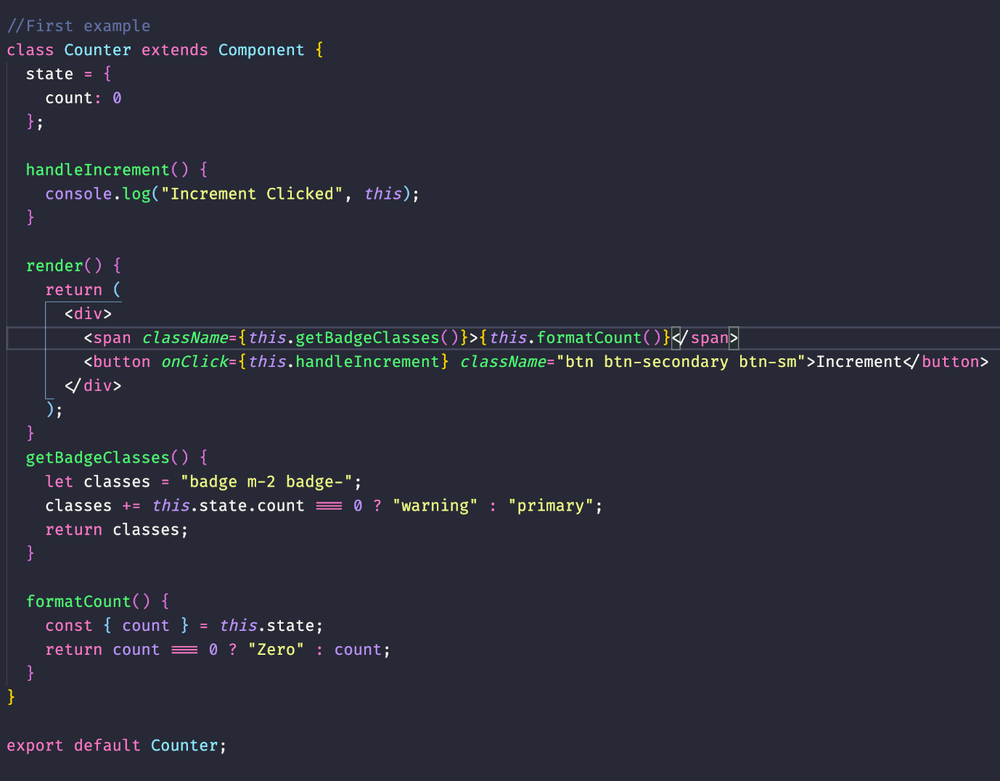 //First example
class Counter extends Component {
  state = {
    count: 0
  };

  handleIncrement() {
    console.log("Increment Clicked", this);
  }

  render() {
    return (
      <div>
        <span className={this.getBadgeClasses()}>{this.formatCount()}</span>
        <button onClick={this.handleIncrement} className="btn btn-secondary btn-sm">Increment</button>
      </div>
    );
  }
  getBadgeClasses() {
    let classes = "badge m-2 badge-";
    classes += this.state.count === 0 ? "warning" : "primary";
    return classes;
  }

  formatCount() {
    const { count } = this.state;
    return count === 0 ? "Zero" : count;
  }
}

export default Counter;